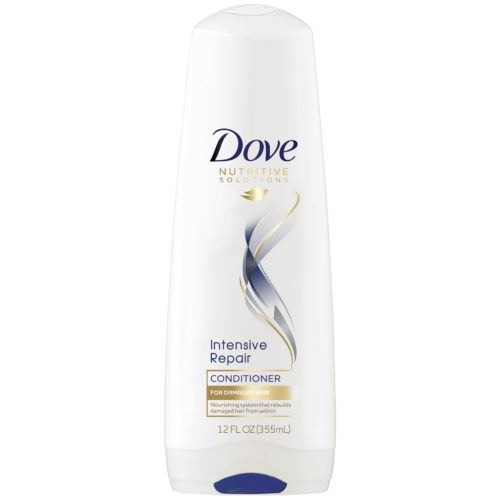 Dove
NUTRITIVE
SOLUTIONS
Intensive
Repair
CONDITIONER
FOR DAMAGED HAIR
Nourishing system that rebuilds
damaged hair from within
12 FL OZ (355mL)